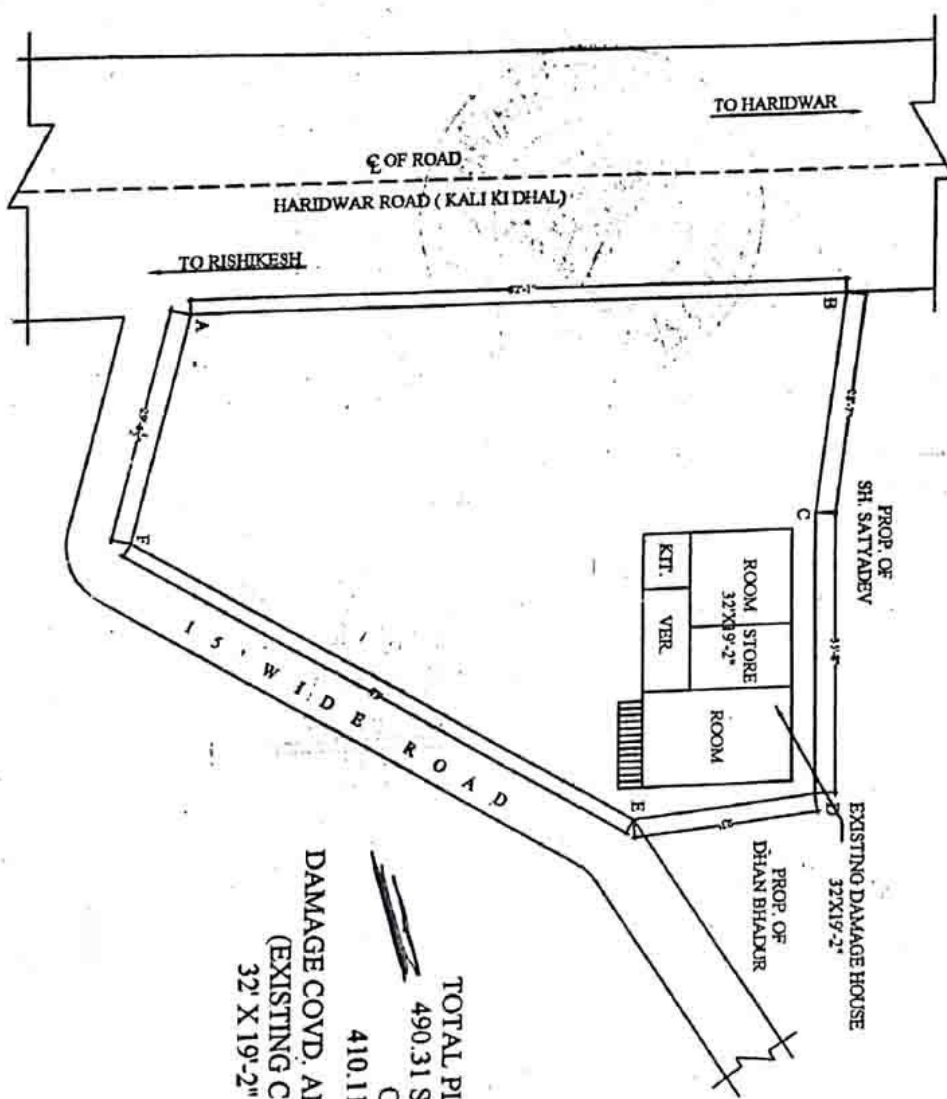 TO HARIDWAR
℄ OF ROAD
HARIDWAR ROAD ( KALI KI DHAL)
TO RISHIKESH
A
B
C
D
E
F
PROP. OF
SH. SATYADEV
ROOM
STORE
32'X19'-2"
KIT.
VER.
ROOM
EXISTING DAMAGE HOUSE
32'X19'-2"
PROP. OF
DHAN BHADUR
15' WIDE ROAD
TOTAL PL
490.31 S
410.11
DAMAGE COVD. A
(EXISTING C
32' X 19'-2"